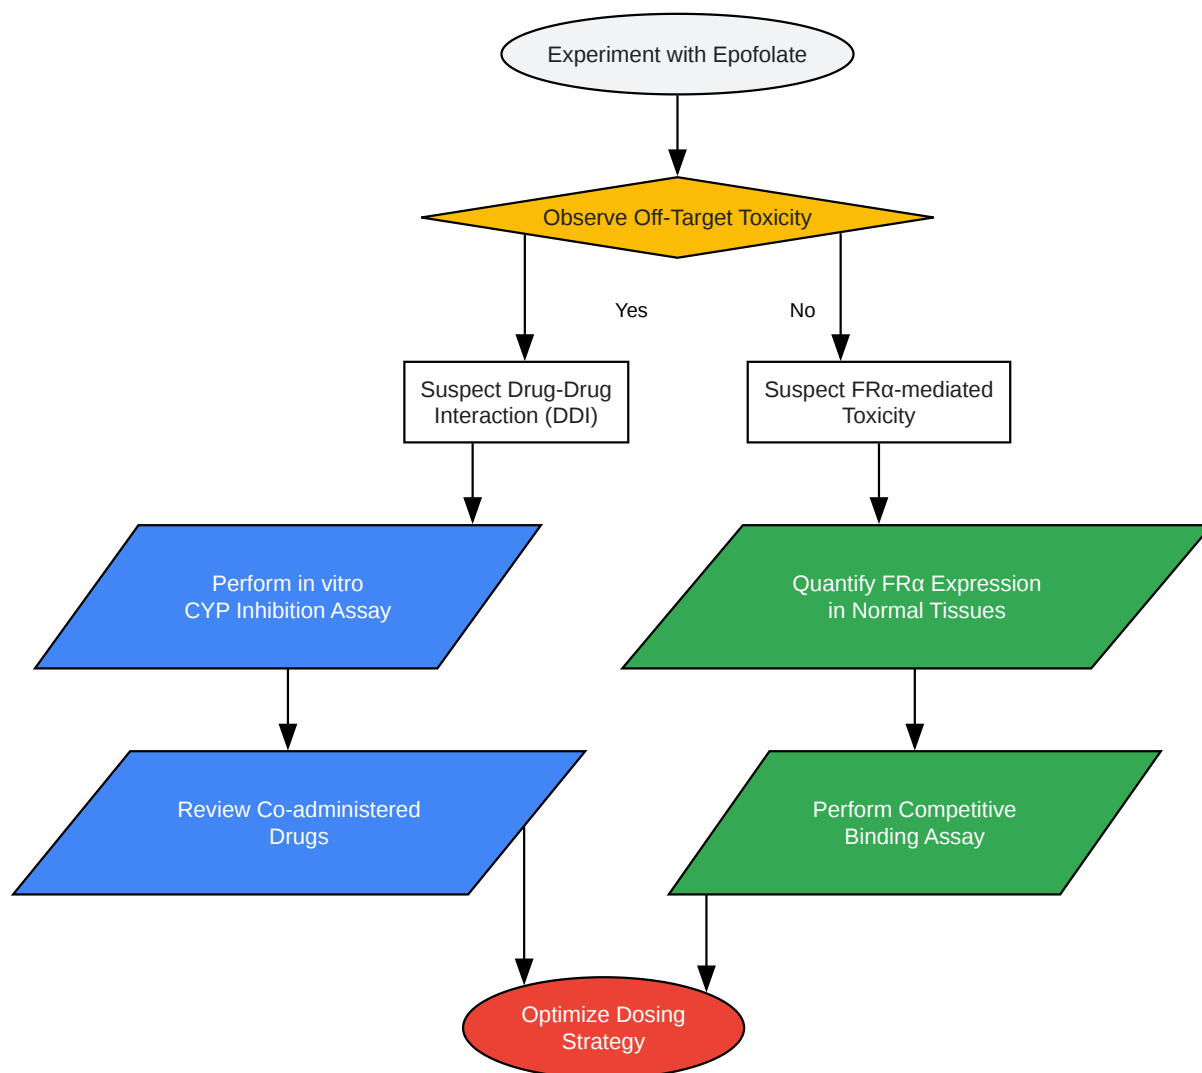 Experiment with Epofolate
Observe Off-Target Toxicity
Yes
No
Suspect Drug-Drug
Interaction (DDI)
Suspect FRα-mediated
Toxicity
Perform in vitro
CYP Inhibition Assay
Quantify FRα Expression
in Normal Tissues
Review Co-administered
Drugs
Perform Competitive
Binding Assay
Optimize Dosing
Strategy